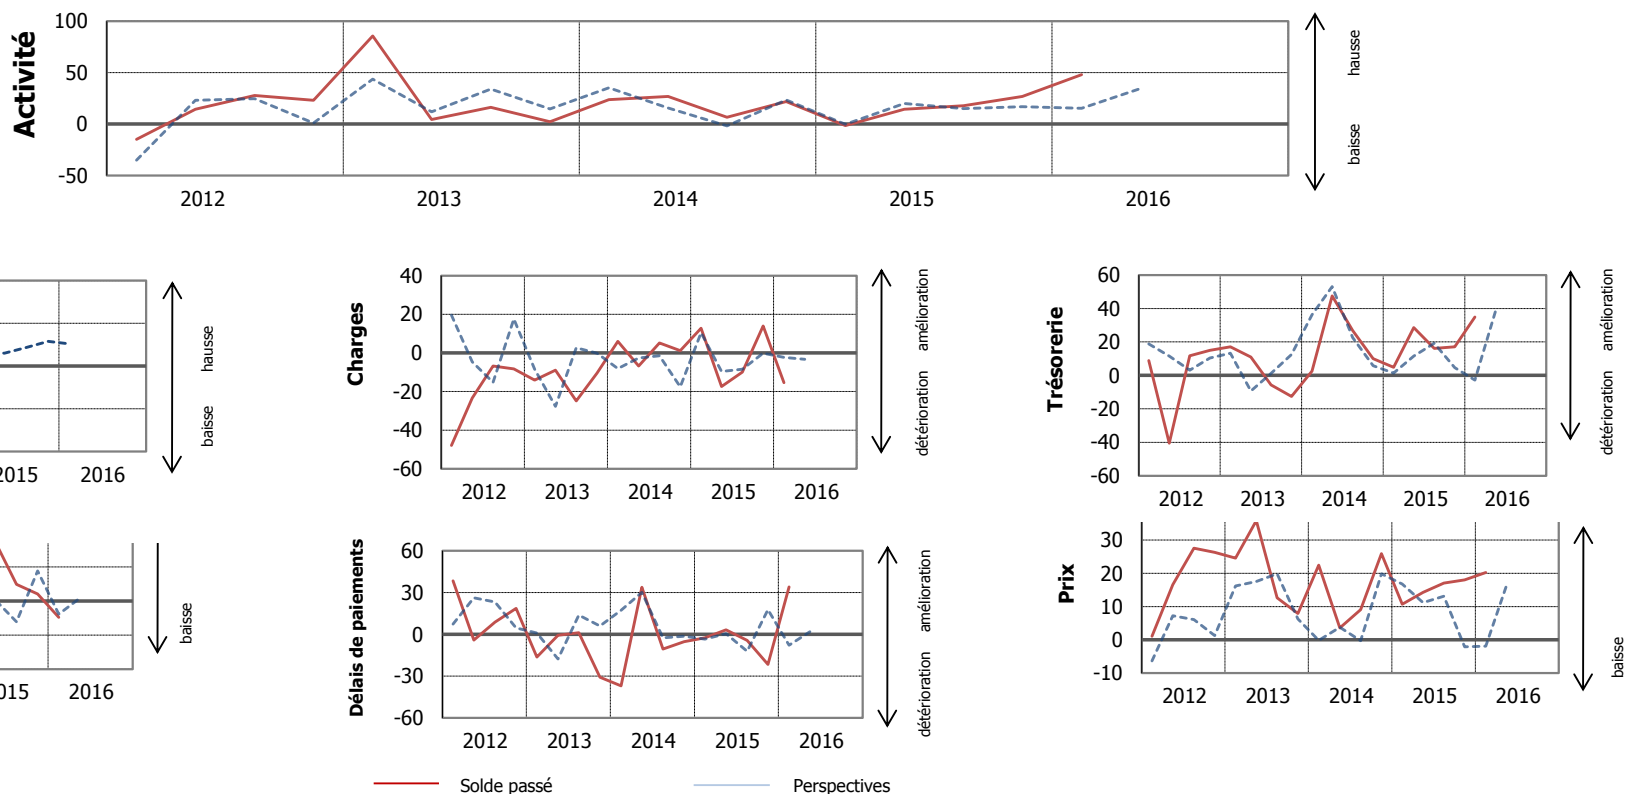 Activité
100
50
0
-50
2012 2013 2014 2015 2016
hausse
baisse
2015 2016
hausse
baisse
Charges
40
20
0
-20
-40
-60
2012 2013 2014 2015 2016
amélioration
détérioration
Trésorerie
60
40
20
0
-20
-40
-60
2012 2013 2014 2015 2016
amélioration
détérioration
015 2016
baisse
Délais de paiements
60
30
0
-30
-60
2012 2013 2014 2015 2016
amélioration
détérioration
Prix
30
20
10
0
-10
2012 2013 2014 2015 2016
baisse
Solde passé Perspectives